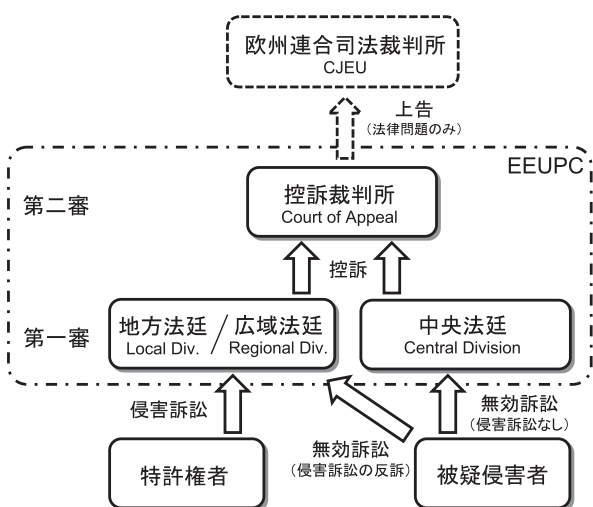 欧州連合司法裁判所
CJEU
上告
（法律問題のみ）
EEUPC
第二審
控訴裁判所
Court of Appeal
控訴
第一審
地方法廷 / 広域法廷
Local Div. Regional Div.
中央法廷
Central Division
侵害訴訟
無効訴訟
（侵害訴訟の反訴）
無効訴訟
（侵害訴訟なし）
特許権者
被疑侵害者